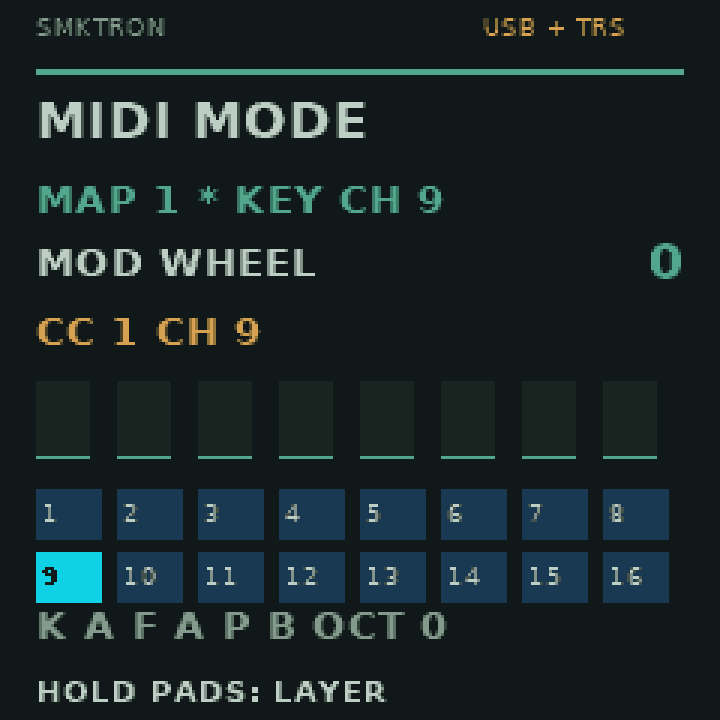 SMKTRON USB + TRS
MIDI MODE
MAP 1 * KEY CH 9
MOD WHEEL 0
CC 1 CH 9
1 2 3 4 5 6 7 8
9 10 11 12 13 14 15 16
K A F A P B OCT 0
HOLD PADS: LAYER